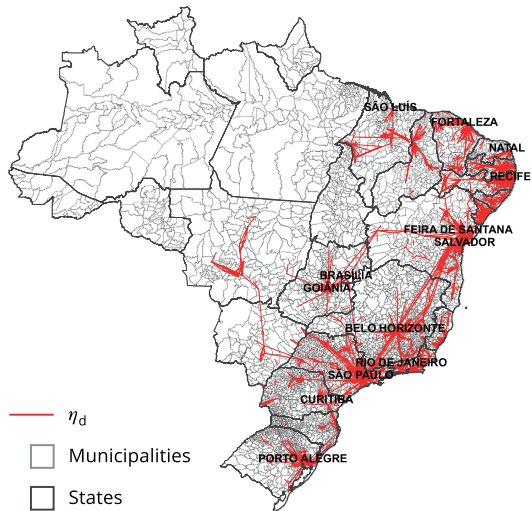 SÃO LUÍS
FORTALEZA
NATAL
RECIFE
FEIRA DE SANTANA
SALVADOR
BRASÍLIA
GOIÂNIA
BELO HORIZONTE
RIO DE JANEIRO
SÃO PAULO
CURITIBA
PORTO ALEGRE
η_d
Municipalities
States